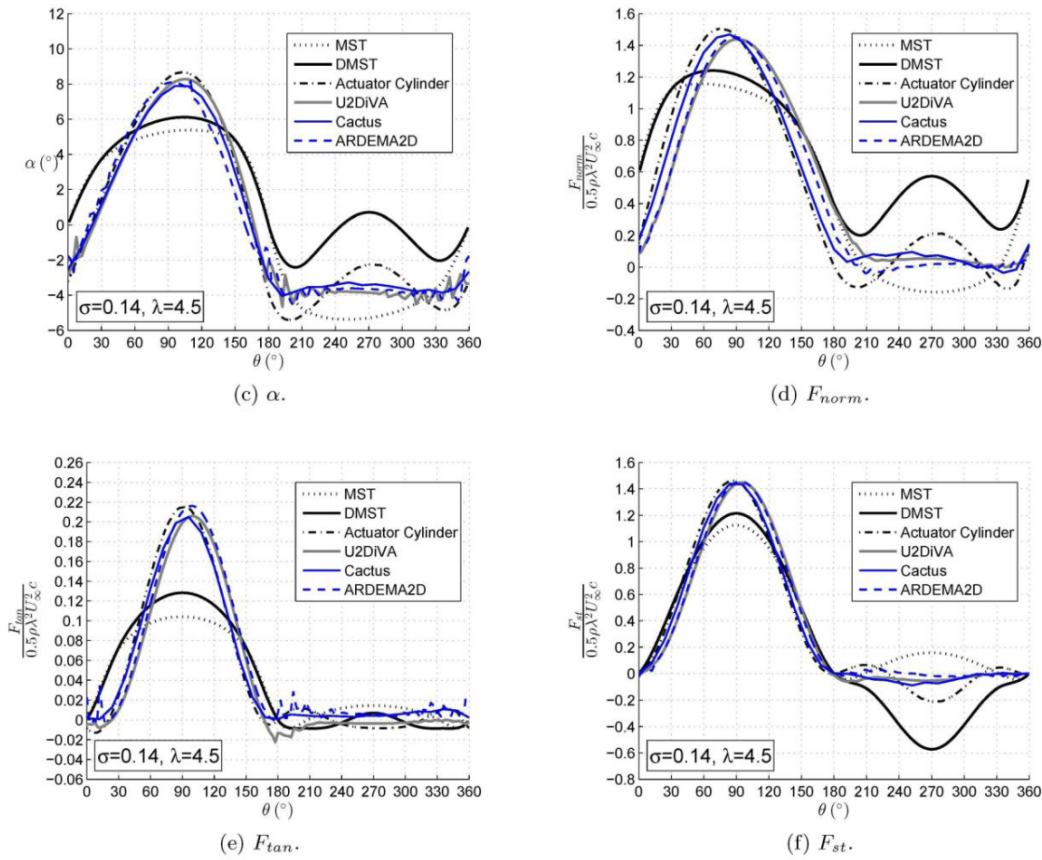 12
10
8
6
4
2
0
−2
−4
−6
α (°)
MST
DMST
Actuator Cylinder
U2DiVA
Cactus
ARDEMA2D
σ=0.14, λ=4.5
0 30 60 90 120 150 180 210 240 270 300 330 360
θ (°)
(c) α.
1.6
1.4
1.2
1
0.8
0.6
0.4
0.2
0
−0.2
−0.4
F_norm
0.5ρλ²U²∞c
MST
DMST
Actuator Cylinder
U2DiVA
Cactus
ARDEMA2D
σ=0.14, λ=4.5
0 30 60 90 120 150 180 210 240 270 300 330 360
θ (°)
(d) F_norm.
0.26
0.24
0.22
0.2
0.18
0.16
0.14
0.12
0.1
0.08
0.06
0.04
0.02
0
−0.02
−0.04
−0.06
F_tan
0.5ρλ²U²∞c
MST
DMST
Actuator Cylinder
U2DiVA
Cactus
ARDEMA2D
σ=0.14, λ=4.5
0 30 60 90 120 150 180 210 240 270 300 330 360
θ (°)
(e) F_tan.
1.6
1.4
1.2
1
0.8
0.6
0.4
0.2
0
−0.2
−0.4
−0.6
−0.8
F_st
0.5ρλ²U²∞c
MST
DMST
Actuator Cylinder
U2DiVA
Cactus
ARDEMA2D
σ=0.14, λ=4.5
0 30 60 90 120 150 180 210 240 270 300 330 360
θ (°)
(f) F_st.